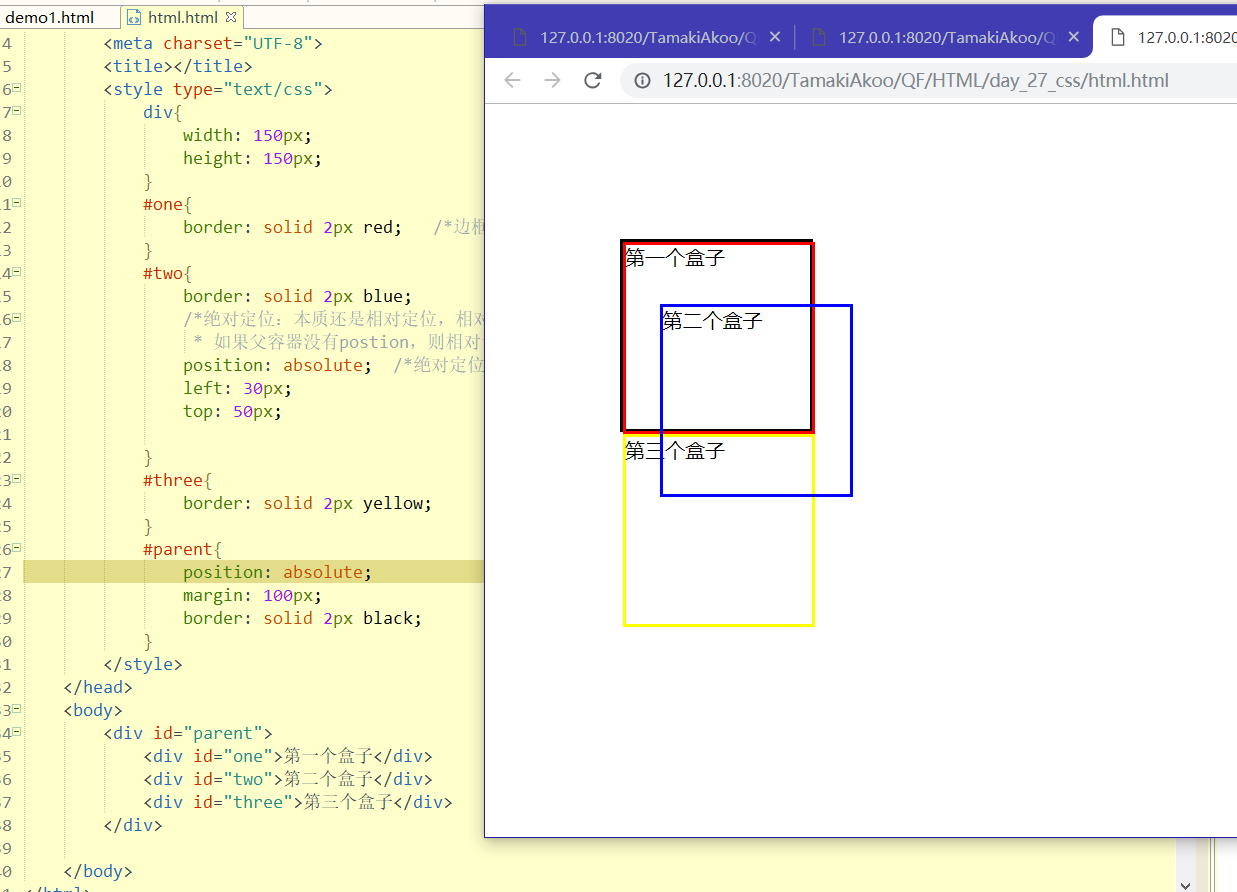 demo1.html
html.html
4 <meta charset="UTF-8">
5 <title></title>
6 <style type="text/css">
7 div{
8 width: 150px;
9 height: 150px;
0 }
1 #one{
2 border: solid 2px red; /*边框
3 }
4 #two{
5 border: solid 2px blue;
6 /*绝对定位：本质还是相对定位，相对
7 * 如果父容器没有postion，则相对
8 position: absolute; /*绝对定位
9 left: 30px;
0 top: 50px;
1
2 }
3 #three{
4 border: solid 2px yellow;
5 }
6 #parent{
7 position: absolute;
8 margin: 100px;
9 border: solid 2px black;
0 }
1 </style>
2 </head>
3 <body>
4 <div id="parent">
5 <div id="one">第一个盒子</div>
6 <div id="two">第二个盒子</div>
7 <div id="three">第三个盒子</div>
8 </div>
9
0 </body>
127.0.0.1:8020/TamakiAkoo/Q
127.0.0.1:8020/TamakiAkoo/Q
127.0.0.1:8020
127.0.0.1:8020/TamakiAkoo/QF/HTML/day_27_css/html.html
第一个盒子
第二个盒子
第三个盒子